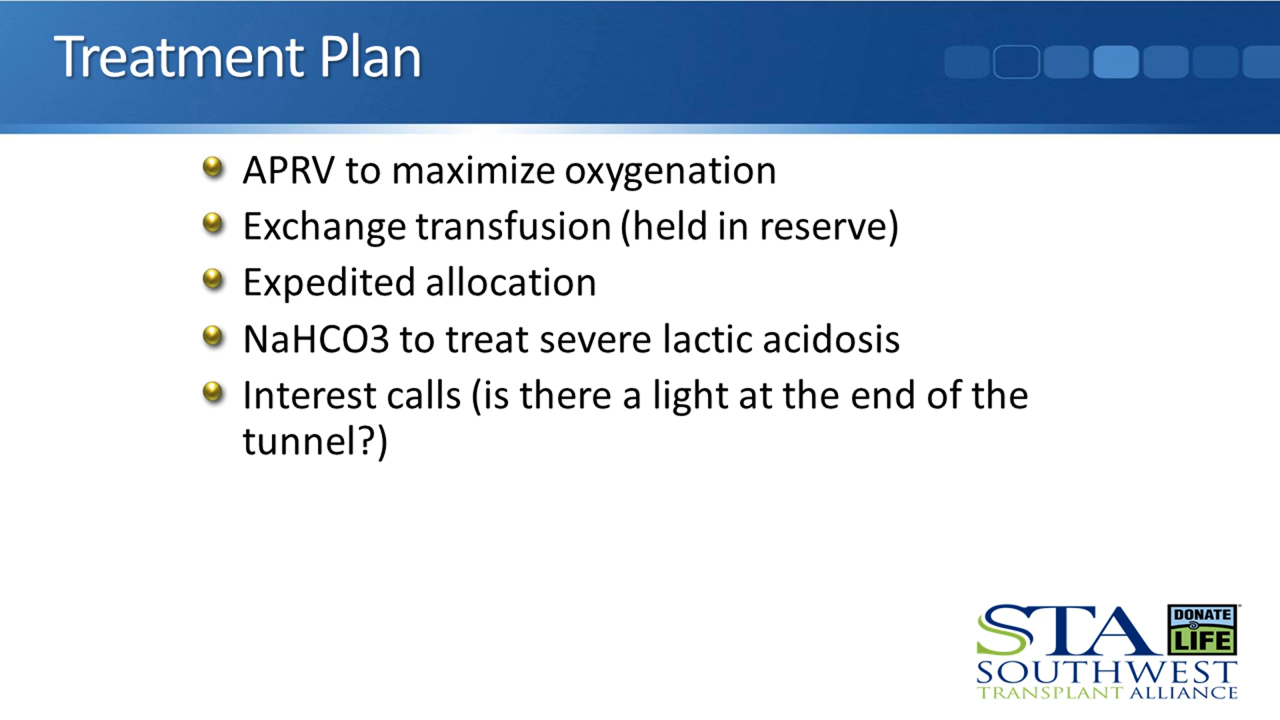 Treatment Plan
APRV to maximize oxygenation
Exchange transfusion (held in reserve)
Expedited allocation
NaHCO3 to treat severe lactic acidosis
Interest calls (is there a light at the end of the
tunnel?)
STA
DONATE
LIFE
SOUTHWEST
TRANSPLANT ALLIANCE